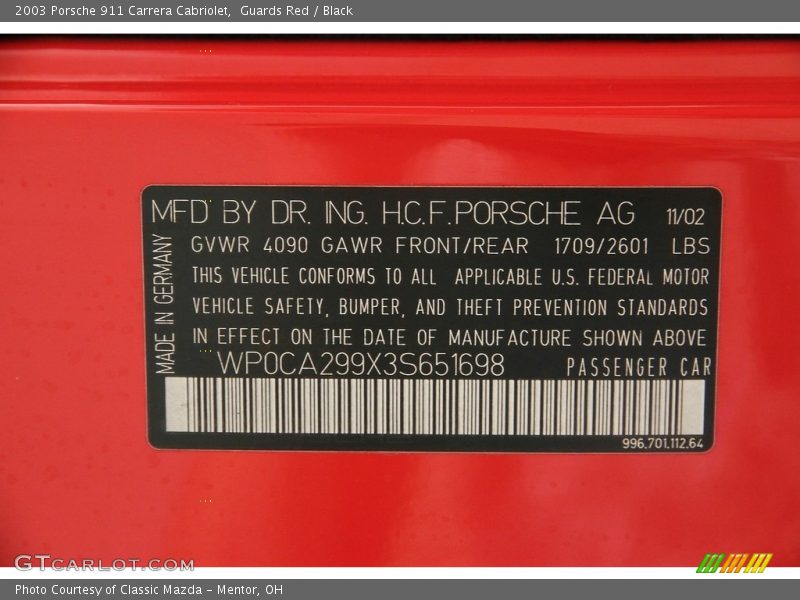 2003 Porsche 911 Carrera Cabriolet,  Guards Red / Black
MFD BY DR. ING. H.C.F. PORSCHE AG 11/02
GVWR 4090 GAWR FRONT/REAR 1709/2601 LBS
THIS VEHICLE CONFORMS TO ALL APPLICABLE U.S. FEDERAL MOTOR
VEHICLE SAFETY, BUMPER, AND THEFT PREVENTION STANDARDS
IN EFFECT ON THE DATE OF MANUFACTURE SHOWN ABOVE
WP0CA299X3S651698 PASSENGER CAR
MADE IN GERMANY
996.701.112.64
GTCARLOT.COM
Photo Courtesy of Classic Mazda - Mentor, OH